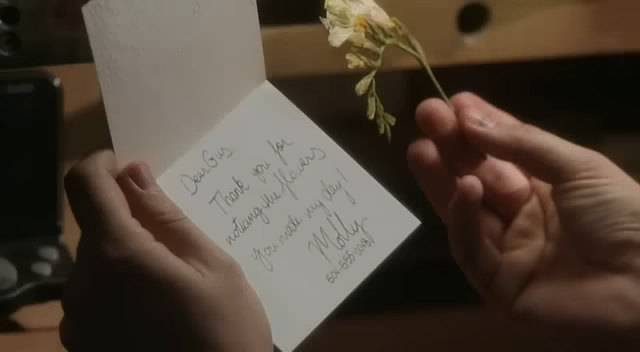 Dear Gus,
Thank you for
noticing the flowers
you made my day!
Molly